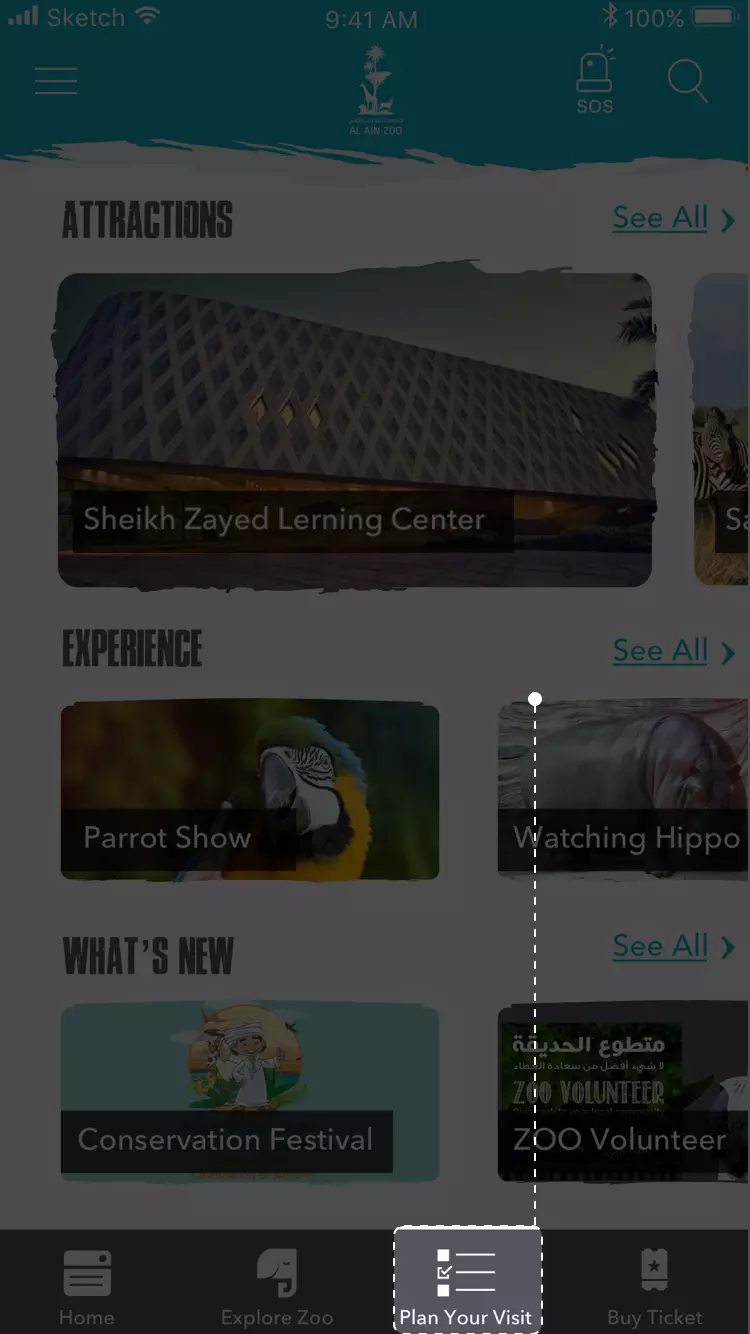 Sketch
9:41 AM
100%
SOS
AL AIN ZOO
ATTRACTIONS
See All
Sheikh Zayed Lerning Center
Sa
EXPERIENCE
See All
Parrot Show
Watching Hippo
WHAT'S NEW
See All
متطوع الحديقة
لا شيء أفضل من سعادة العطاء
ZOO VOLUNTEER
Conservation Festival
ZOO Volunteer
Home
Explore Zoo
Plan Your Visit
Buy Ticket